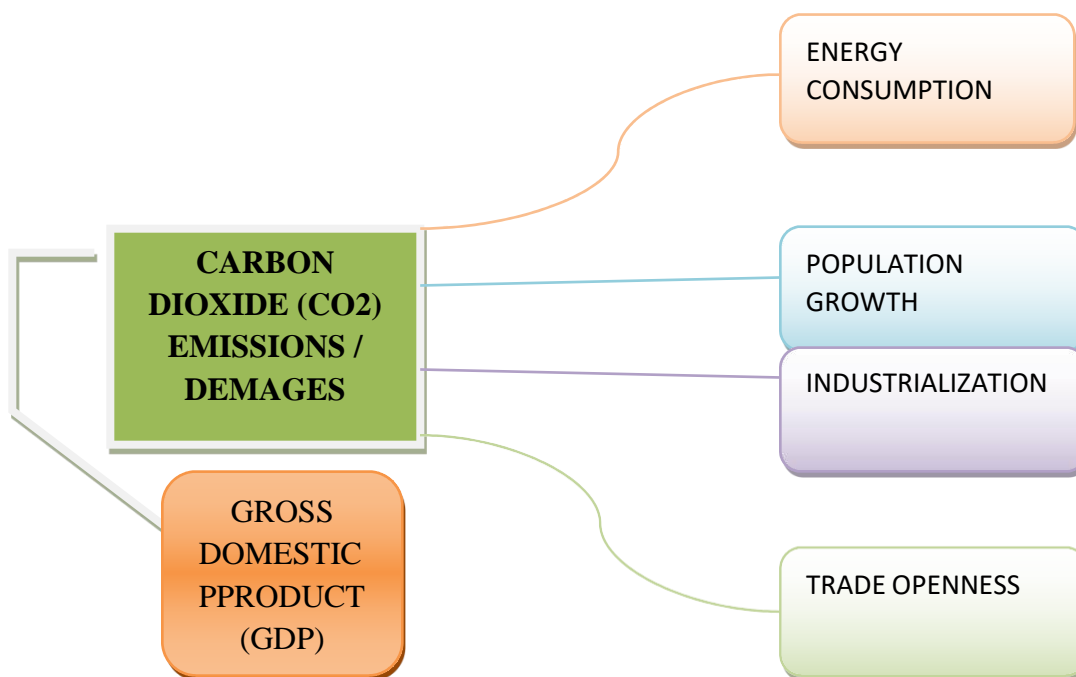 ENERGY
CONSUMPTION
CARBON
DIOXIDE (CO2)
EMISSIONS /
DEMAGES
POPULATION
GROWTH
INDUSTRIALIZATION
GROSS
DOMESTIC
PPRODUCT
(GDP)
TRADE OPENNESS